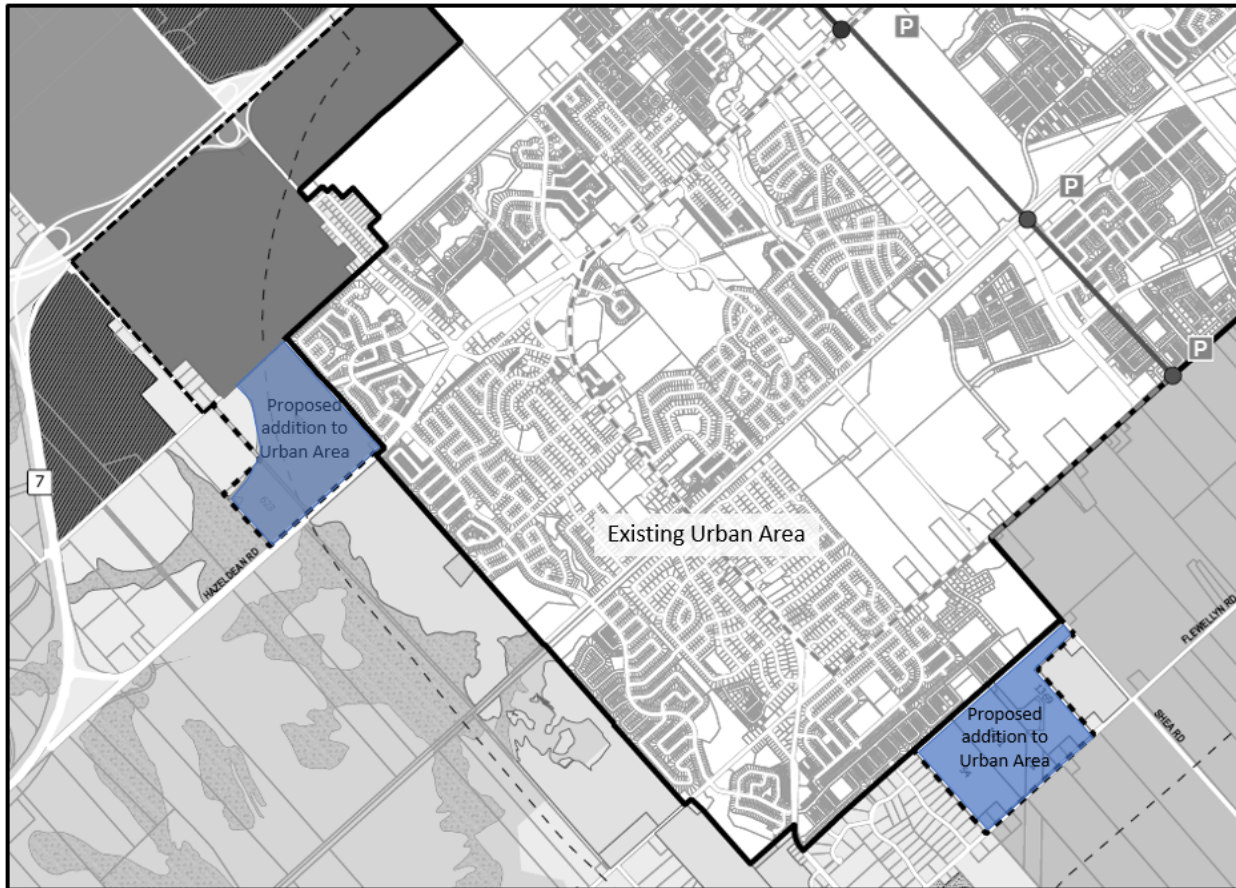 P
P
P
Proposed
addition to
Urban Area
7
Existing Urban Area
HAZELDEAN RD
FLEWELLYN RD
SHEA RD
Proposed
addition to
Urban Area